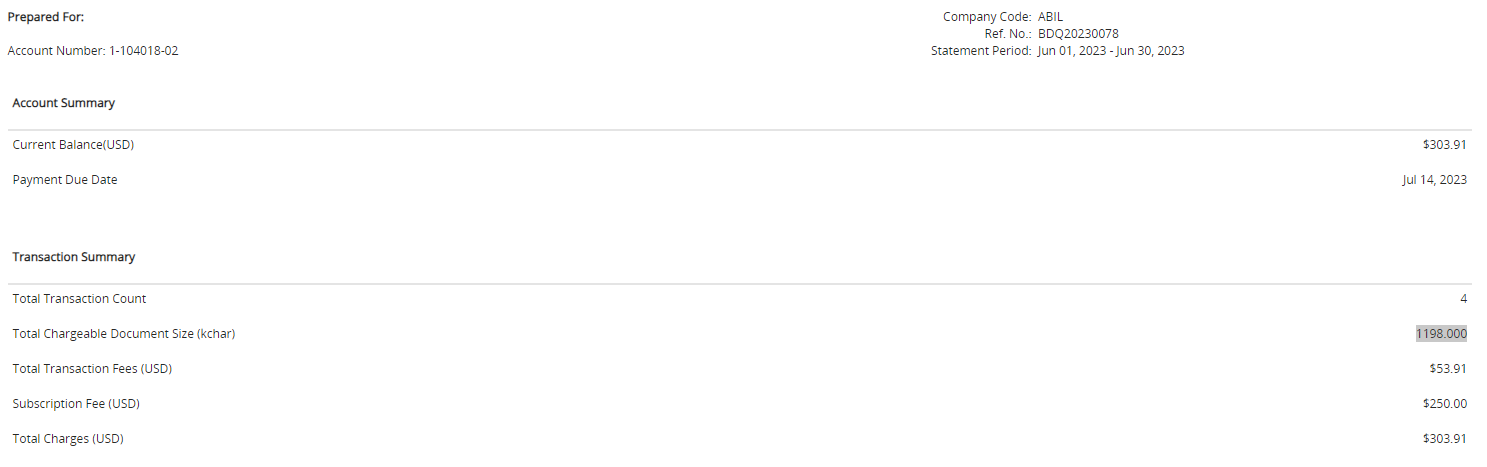 Prepared For:
Company Code: ABIL
Ref. No.: BDQ20230078
Account Number: 1-104018-02
Statement Period: Jun 01, 2023 - Jun 30, 2023
Account Summary
Current Balance(USD) $303.91
Payment Due Date Jul 14, 2023
Transaction Summary
Total Transaction Count 4
Total Chargeable Document Size (kchar) 1198.000
Total Transaction Fees (USD) $53.91
Subscription Fee (USD) $250.00
Total Charges (USD) $303.91